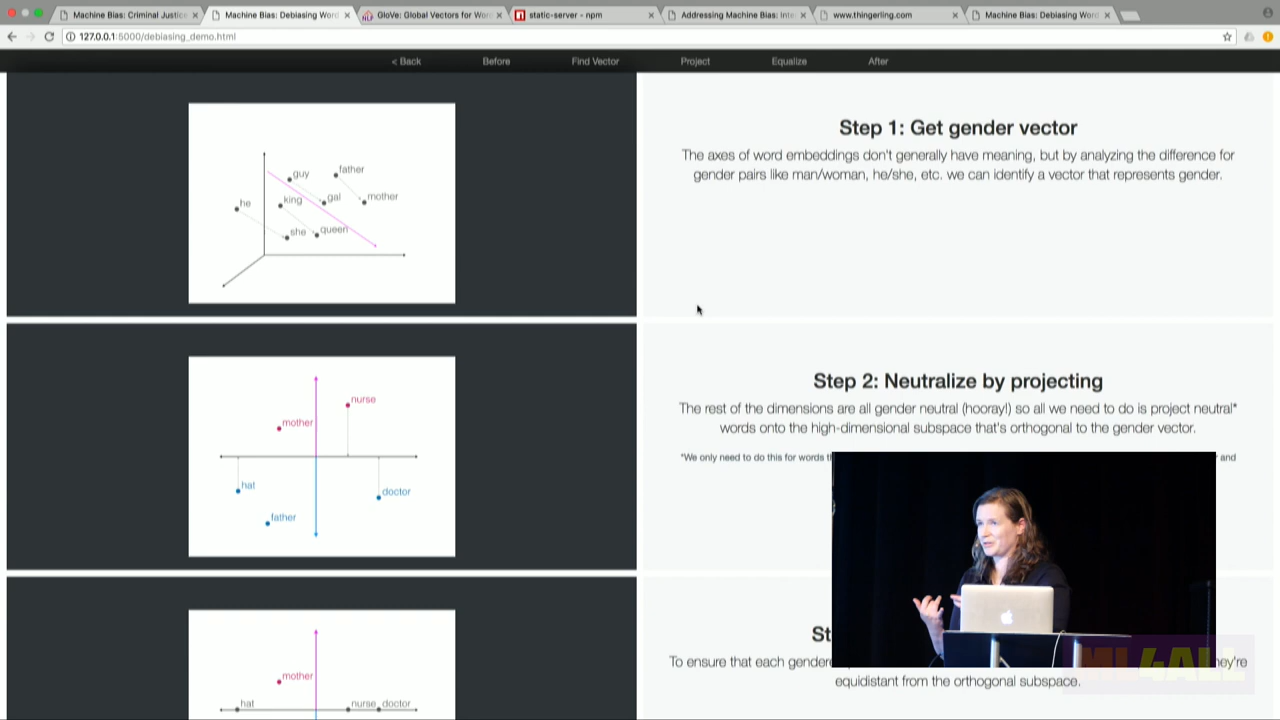 Machine Bias: Criminal Justice
Machine Bias: Debiasing Word
GloVe: Global Vectors for Wor
static-server - npm
Addressing Machine Bias: Inte
www.thingerling.com
Machine Bias: Debiasing Word
127.0.0.1:5000/debiasing_demo.html
< Back
Before
Find Vector
Project
Equalize
After
guy
father
he
king
gal
mother
she
queen
Step 1: Get gender vector
The axes of word embeddings don't generally have meaning, but by analyzing the difference for
gender pairs like man/woman, he/she, etc. we can identify a vector that represents gender.
nurse
mother
hat
doctor
father
Step 2: Neutralize by projecting
The rest of the dimensions are all gender neutral (hooray!) so all we need to do is project neutral*
words onto the high-dimensional subspace that's orthogonal to the gender vector.
*We only need to do this for words and
mother
hat
nurse
doctor
To ensure that each
equidistant from the orthogonal subspace.
ML4ALL